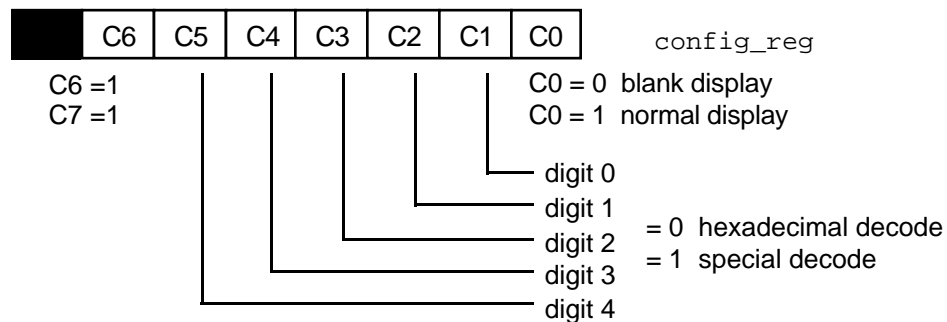 C6 C5 C4 C3 C2 C1 C0 config_reg
C6 =1
C7 =1
C0 = 0 blank display
C0 = 1 normal display
digit 0
digit 1
digit 2
digit 3
digit 4
= 0 hexadecimal decode
= 1 special decode